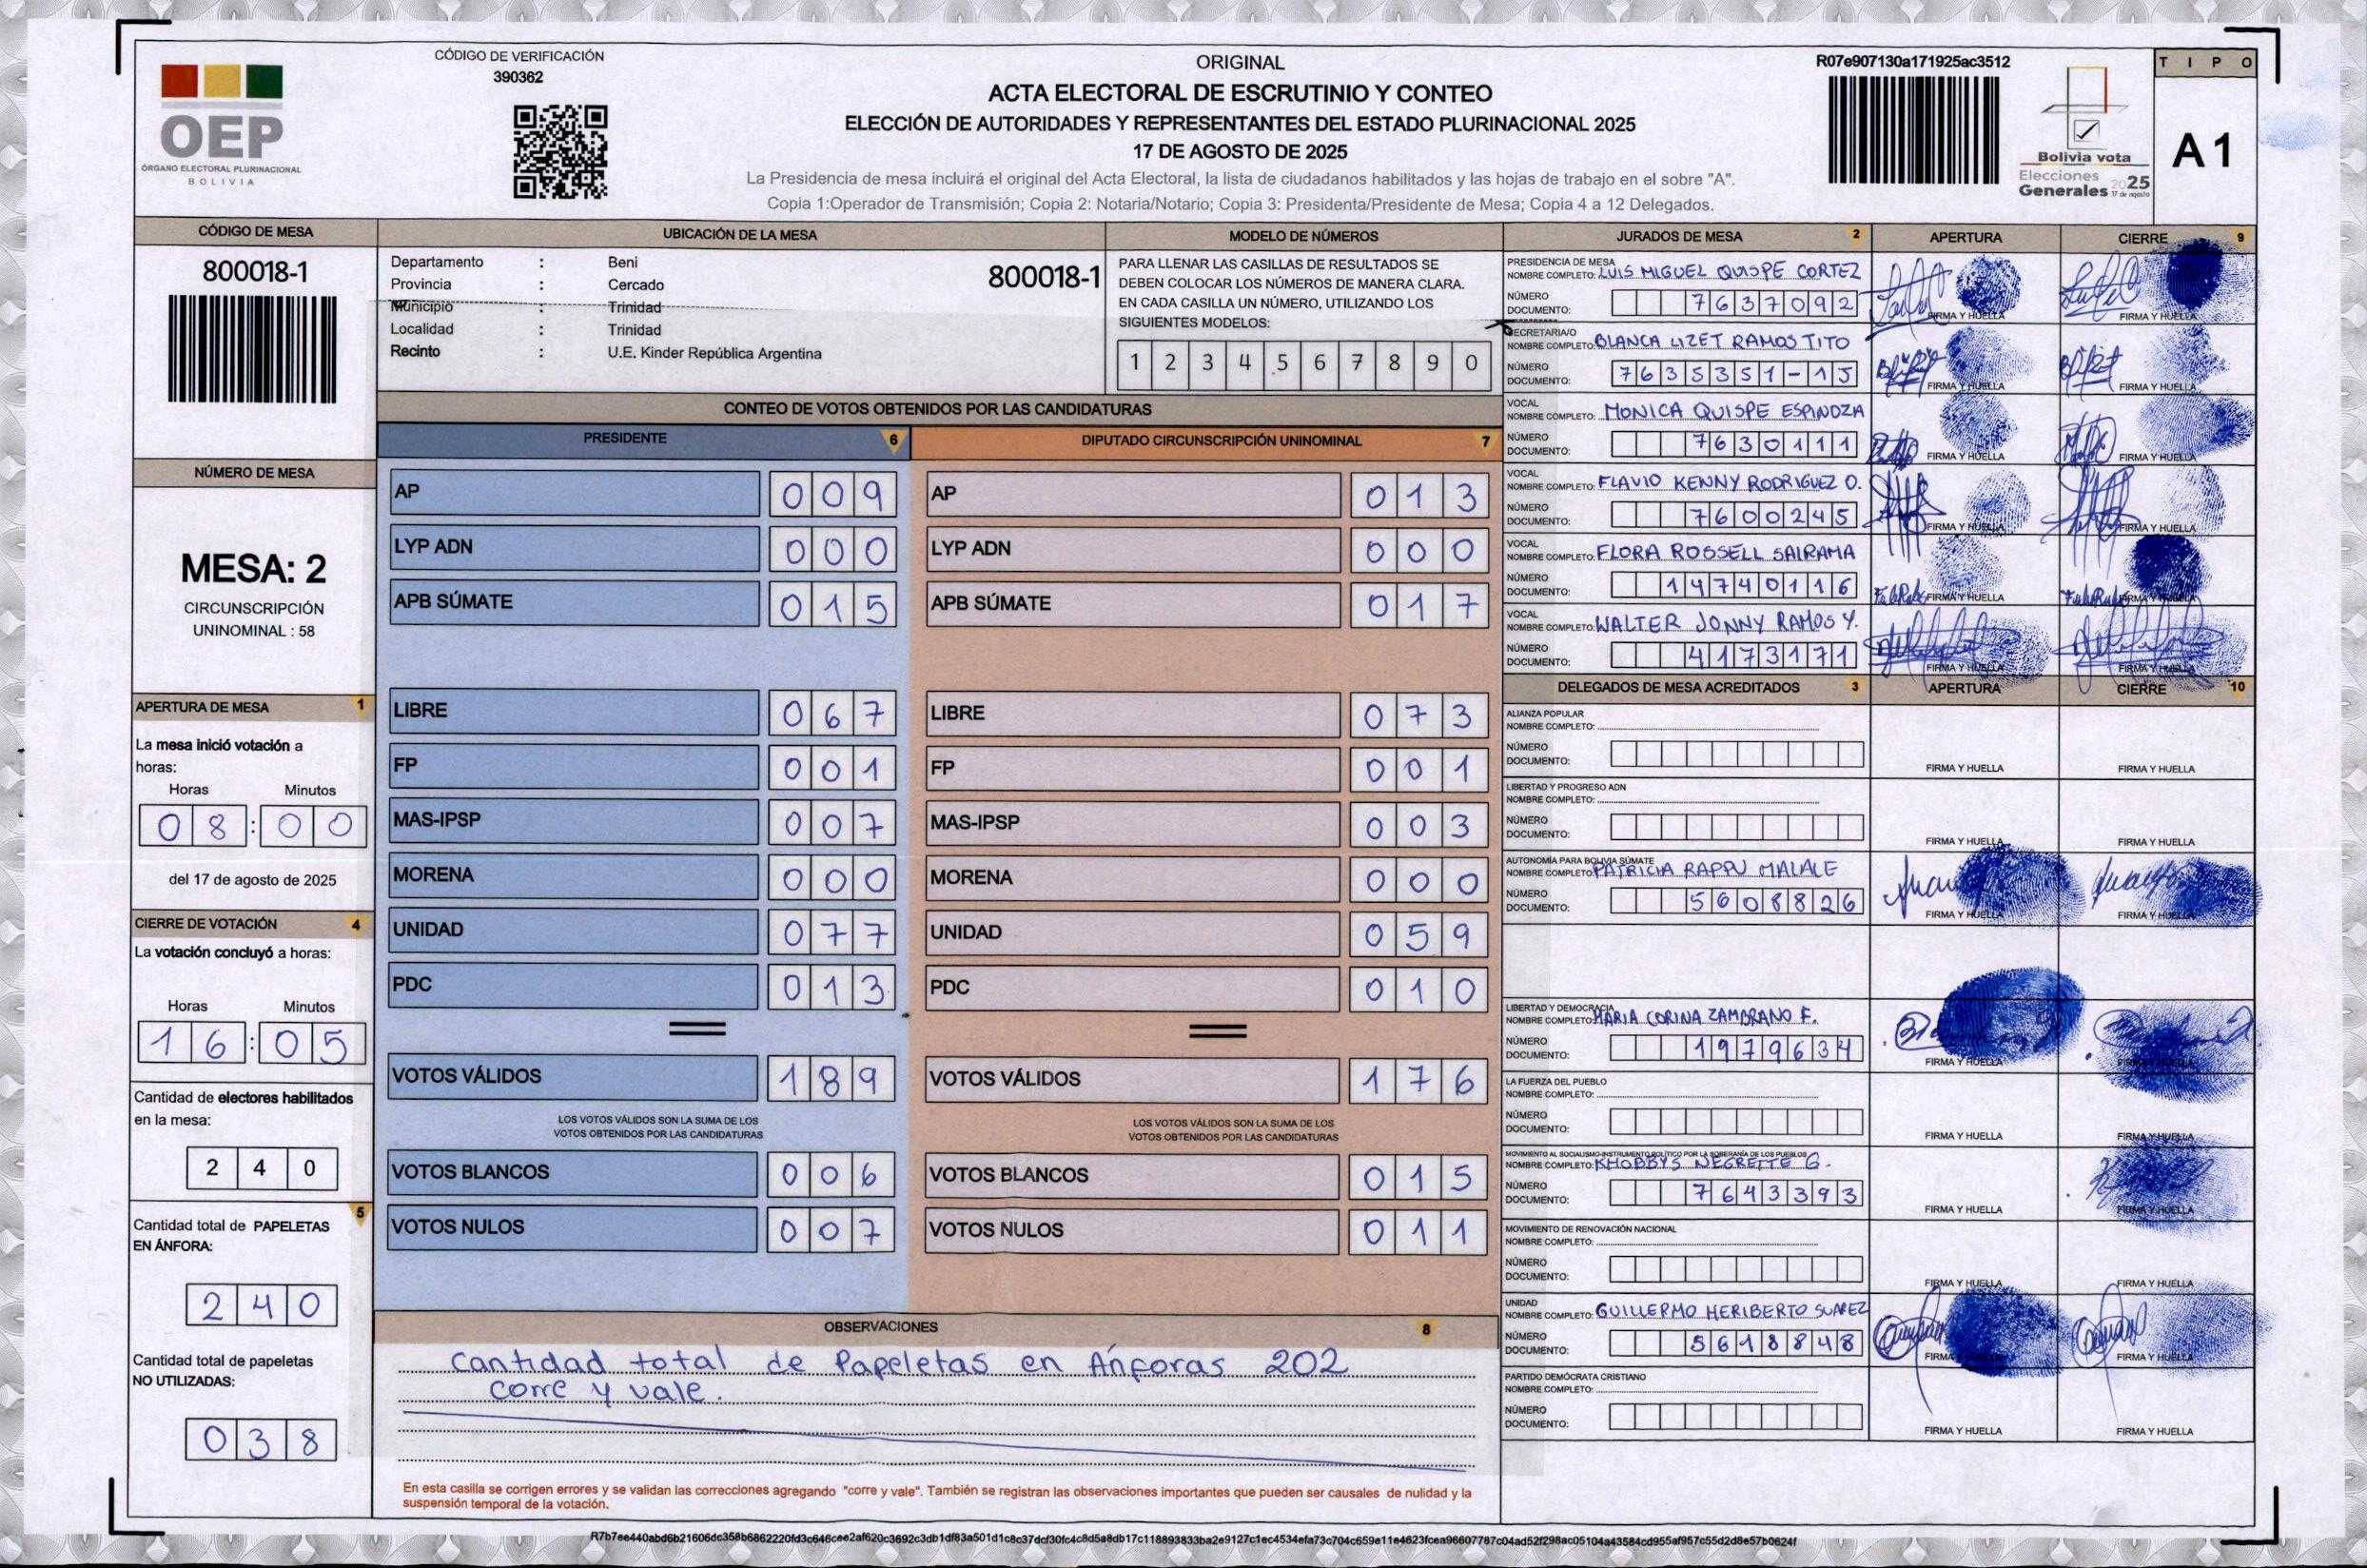 CÓDIGO DE VERIFICACIÓN
390362
OEP
ÓRGANO ELECTORAL PLURINACIONAL
BOLIVIA
ORIGINAL
ACTA ELECTORAL DE ESCRUTINIO Y CONTEO
ELECCIÓN DE AUTORIDADES Y REPRESENTANTES DEL ESTADO PLURINACIONAL 2025
17 DE AGOSTO DE 2025
La Presidencia de mesa incluirá el original del Acta Electoral, la lista de ciudadanos habilitados y las hojas de trabajo en el sobre "A".
Copia 1:Operador de Transmisión; Copia 2: Notaria/Notario; Copia 3: Presidenta/Presidente de Mesa; Copia 4 a 12 Delegados.
R07e907130a171925ac3512
Bolivia vota
Elecciones
Generales 2025
17 de agosto
TIPO
A1
CÓDIGO DE MESA
800018-1
NÚMERO DE MESA
MESA: 2
CIRCUNSCRIPCIÓN
UNINOMINAL : 58
APERTURA DE MESA 1
La mesa inició votación a
horas:
Horas Minutos
08:00
del 17 de agosto de 2025
CIERRE DE VOTACIÓN 4
La votación concluyó a horas:
Horas Minutos
16:05
Cantidad de electores habilitados
en la mesa:
240
5
Cantidad total de PAPELETAS
EN ÁNFORA:
240
Cantidad total de papeletas
NO UTILIZADAS:
038
UBICACIÓN DE LA MESA
Departamento : Beni
800018-1
Provincia : Cercado
Municipio : Trinidad
Localidad : Trinidad
Recinto : U.E. Kinder República Argentina
MODELO DE NÚMEROS
PARA LLENAR LAS CASILLAS DE RESULTADOS SE
DEBEN COLOCAR LOS NÚMEROS DE MANERA CLARA.
EN CADA CASILLA UN NÚMERO, UTILIZANDO LOS
SIGUIENTES MODELOS:
1 2 3 4 5 6 7 8 9 0
CONTEO DE VOTOS OBTENIDOS POR LAS CANDIDATURAS
PRESIDENTE 6
AP 009
LYP ADN 000
APB SÚMATE 015
LIBRE 067
FP 001
MAS-IPSP 007
MORENA 000
UNIDAD 077
PDC 013
VOTOS VÁLIDOS 189
LOS VOTOS VÁLIDOS SON LA SUMA DE LOS
VOTOS OBTENIDOS POR LAS CANDIDATURAS
VOTOS BLANCOS 006
VOTOS NULOS 007
DIPUTADO CIRCUNSCRIPCIÓN UNINOMINAL 7
AP 013
LYP ADN 000
APB SÚMATE 017
LIBRE 073
FP 001
MAS-IPSP 003
MORENA 000
UNIDAD 059
PDC 010
VOTOS VÁLIDOS 176
LOS VOTOS VÁLIDOS SON LA SUMA DE LOS
VOTOS OBTENIDOS POR LAS CANDIDATURAS
VOTOS BLANCOS 015
VOTOS NULOS 011
OBSERVACIONES 8
Cantidad total de Papeletas en Ánforas 202
corre y vale.
En esta casilla se corrigen errores y se validan las correcciones agregando "corre y vale". También se registran las observaciones importantes que pueden ser causales de nulidad y la
suspensión temporal de la votación.
JURADOS DE MESA 2 APERTURA CIERRE 9
PRESIDENCIA DE MESA
NOMBRE COMPLETO: LUIS MIGUEL QUISPE CORTEZ
NÚMERO
DOCUMENTO: 7637092
FIRMA Y HUELLA FIRMA Y HUELLA
SECRETARIA/O
NOMBRE COMPLETO: BLANCA LIZET RAMOS TITO
NÚMERO
DOCUMENTO: 7635351-1J
FIRMA Y HUELLA FIRMA Y HUELLA
VOCAL
NOMBRE COMPLETO: MONICA QUISPE ESPINOZA
NÚMERO
DOCUMENTO: 7630111
FIRMA Y HUELLA FIRMA Y HUELLA
VOCAL
NOMBRE COMPLETO: FLAVIO KENNY RODRIGUEZ O.
NÚMERO
DOCUMENTO: 7600245
FIRMA Y HUELLA FIRMA Y HUELLA
VOCAL
NOMBRE COMPLETO: FLORA ROSSELL SAIRAMA
NÚMERO
DOCUMENTO: 14740116
FIRMA Y HUELLA FIRMA Y HUELLA
VOCAL
NOMBRE COMPLETO: WALTER JONNY RAMOS Y.
NÚMERO
DOCUMENTO: 4173171
FIRMA Y HUELLA FIRMA Y HUELLA
DELEGADOS DE MESA ACREDITADOS 3 APERTURA CIERRE 10
ALIANZA POPULAR
NOMBRE COMPLETO:
NÚMERO
DOCUMENTO:
FIRMA Y HUELLA FIRMA Y HUELLA
LIBERTAD Y PROGRESO ADN
NOMBRE COMPLETO:
NÚMERO
DOCUMENTO:
FIRMA Y HUELLA FIRMA Y HUELLA
AUTONOMÍA PARA BOLIVIA SÚMATE
NOMBRE COMPLETO: PATRICIA RAPPU MALALE
NÚMERO
DOCUMENTO: 5608826
FIRMA Y HUELLA FIRMA Y HUELLA
LIBERTAD Y DEMOCRACIA
NOMBRE COMPLETO: MARIA CORINA ZAMBRANO F.
NÚMERO
DOCUMENTO: 1979634
FIRMA Y HUELLA FIRMA Y HUELLA
LA FUERZA DEL PUEBLO
NOMBRE COMPLETO:
NÚMERO
DOCUMENTO:
FIRMA Y HUELLA FIRMA Y HUELLA
MOVIMIENTO AL SOCIALISMO-INSTRUMENTO POLÍTICO POR LA SOBERANÍA DE LOS PUEBLOS
NOMBRE COMPLETO: KHOBBYS NEGRETTE G.
NÚMERO
DOCUMENTO: 7643393
FIRMA Y HUELLA FIRMA Y HUELLA
MOVIMIENTO DE RENOVACIÓN NACIONAL
NOMBRE COMPLETO:
NÚMERO
DOCUMENTO:
FIRMA Y HUELLA FIRMA Y HUELLA
UNIDAD
NOMBRE COMPLETO: GUILLERMO HERIBERTO SUAREZ
NÚMERO
DOCUMENTO: 5618848
FIRMA Y HUELLA FIRMA Y HUELLA
PARTIDO DEMÓCRATA CRISTIANO
NOMBRE COMPLETO:
NÚMERO
DOCUMENTO:
FIRMA Y HUELLA FIRMA Y HUELLA